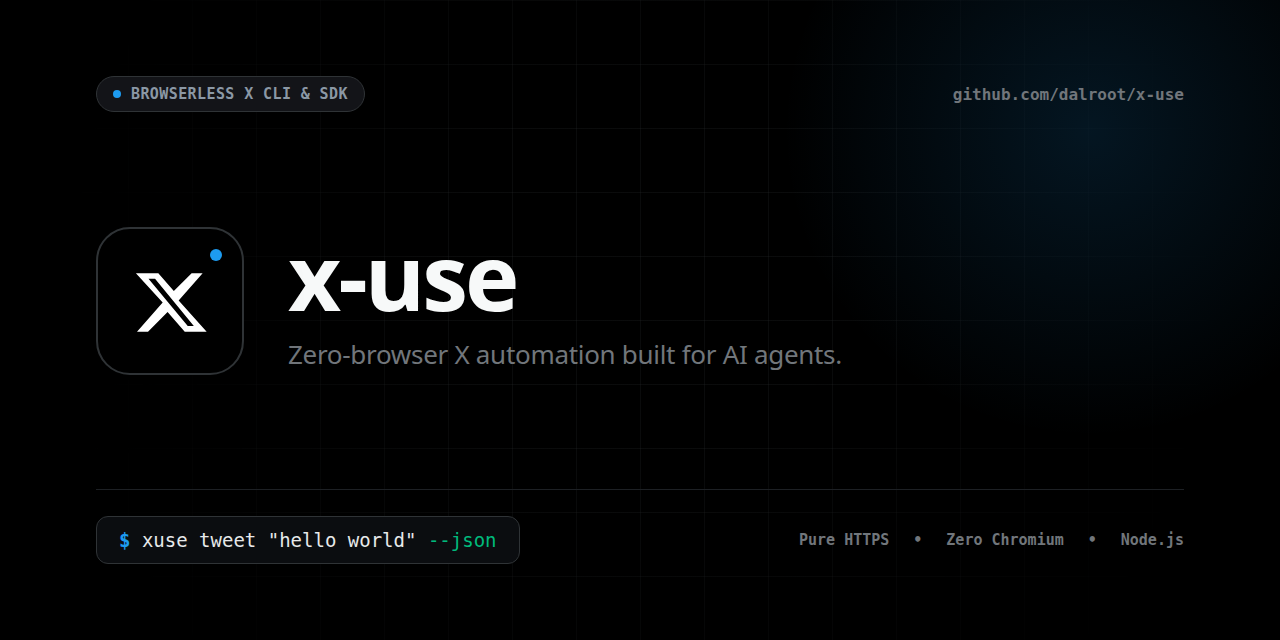 BROWSERLESS X CLI & SDK
github.com/dalroot/x-use
x-use
Zero-browser X automation built for AI agents.
$ xuse tweet "hello world" --json
Pure HTTPS • Zero Chromium • Node.js